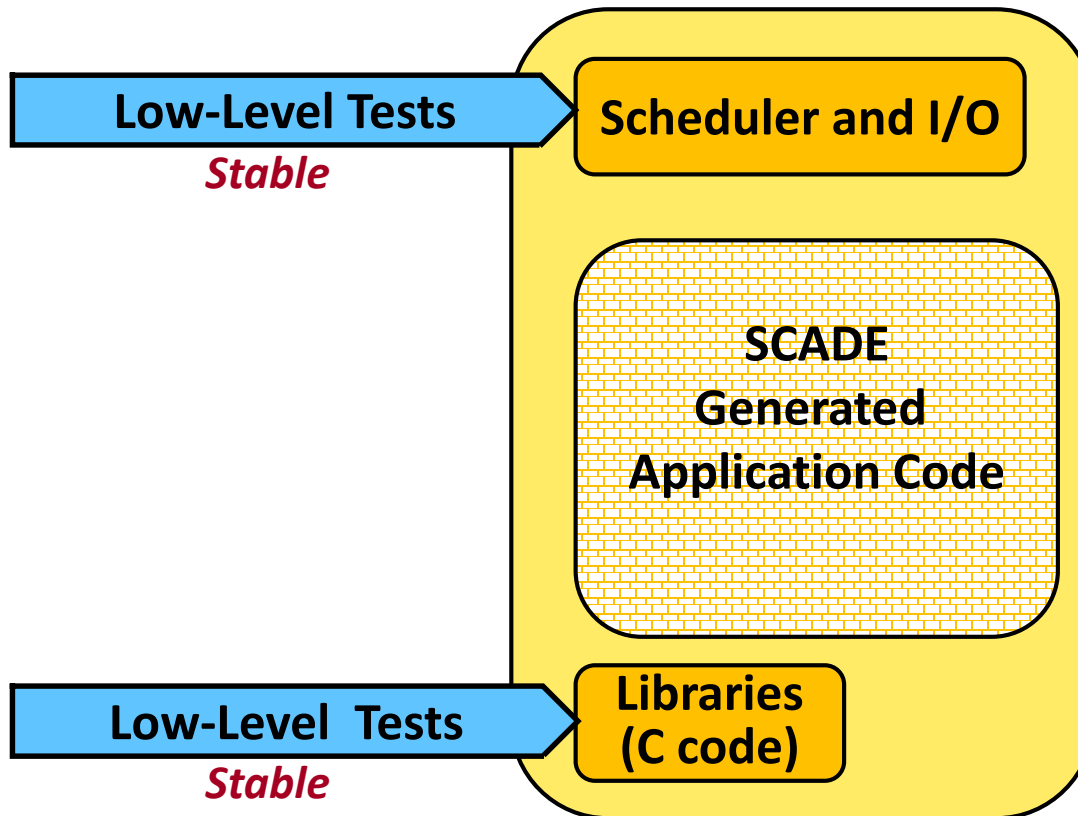 Low-Level Tests
Stable
Scheduler and I/O
SCADE
Generated
Application Code
Low-Level Tests
Stable
Libraries
(C code)